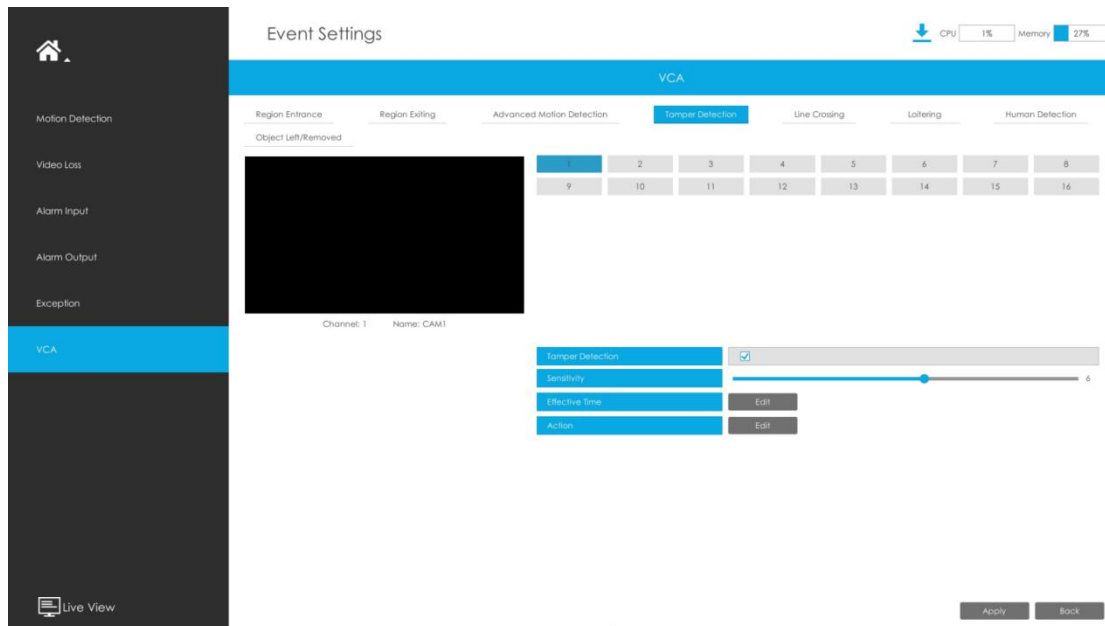 Event Settings
CPU 1% Memory 27%
VCA
Motion Detection
Video Loss
Alarm Input
Alarm Output
Exception
VCA
Live View
Region Entrance Region Exiting Advanced Motion Detection Tamper Detection Line Crossing Loitering Human Detection
Object Left/Removed
1 2 3 4 5 6 7 8
9 10 11 12 13 14 15 16
Channel: 1 Name: CAM1
Tamper Detection
Sensitivity 6
Effective Time Edit
Action Edit
Apply Back